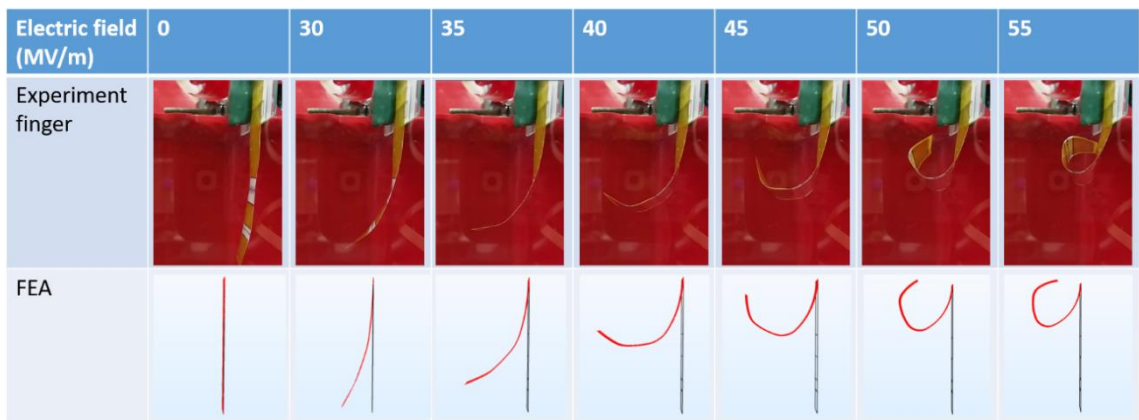 Electric field 0 30 35 40 45 50 55
(MV/m)
Experiment
finger
FEA